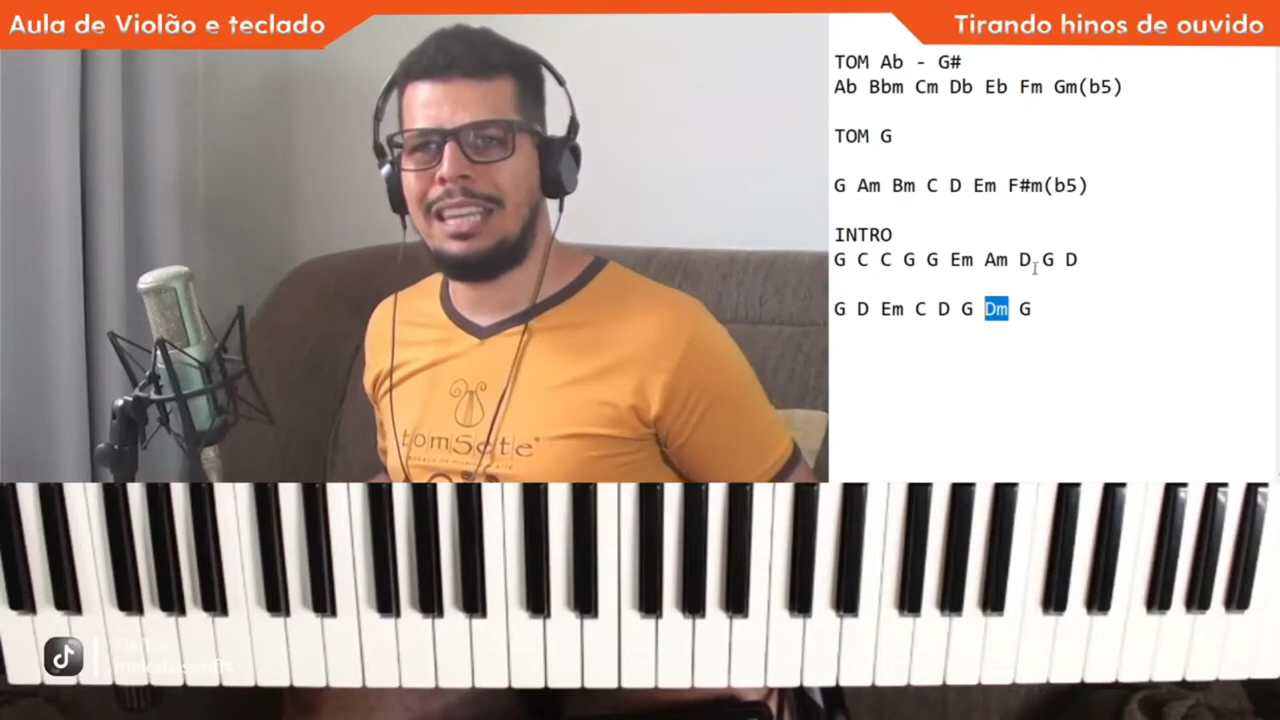 Aula de Violão e teclado
Tirando hinos de ouvido
TOM Ab - G#
Ab Bbm Cm Db Eb Fm Gm(b5)
TOM G
G Am Bm C D Em F#m(b5)
INTRO
G C C G G Em Am D G D
G D Em C D G Dm G
tomSete